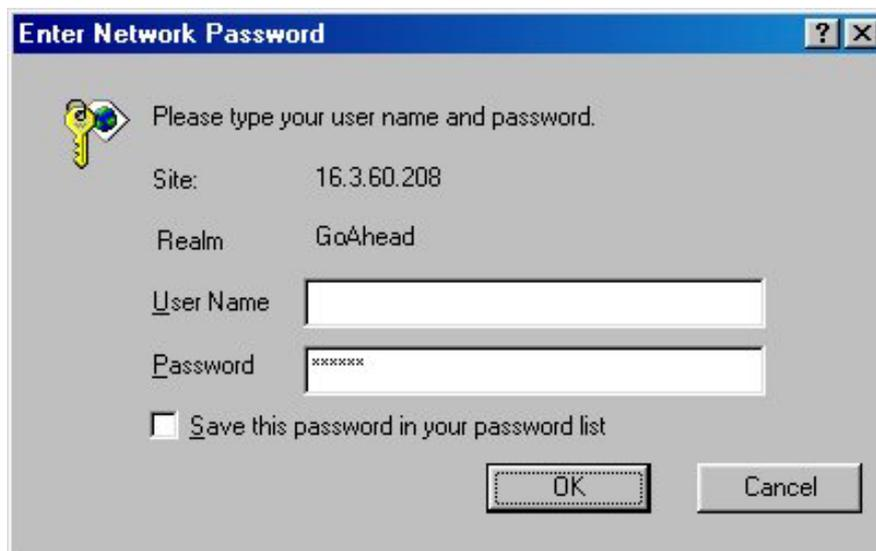 Enter Network Password
Please type your user name and password.
Site: 16.3.60.208
Realm GoAhead
User Name
Password ××××××
Save this password in your password list
OK Cancel